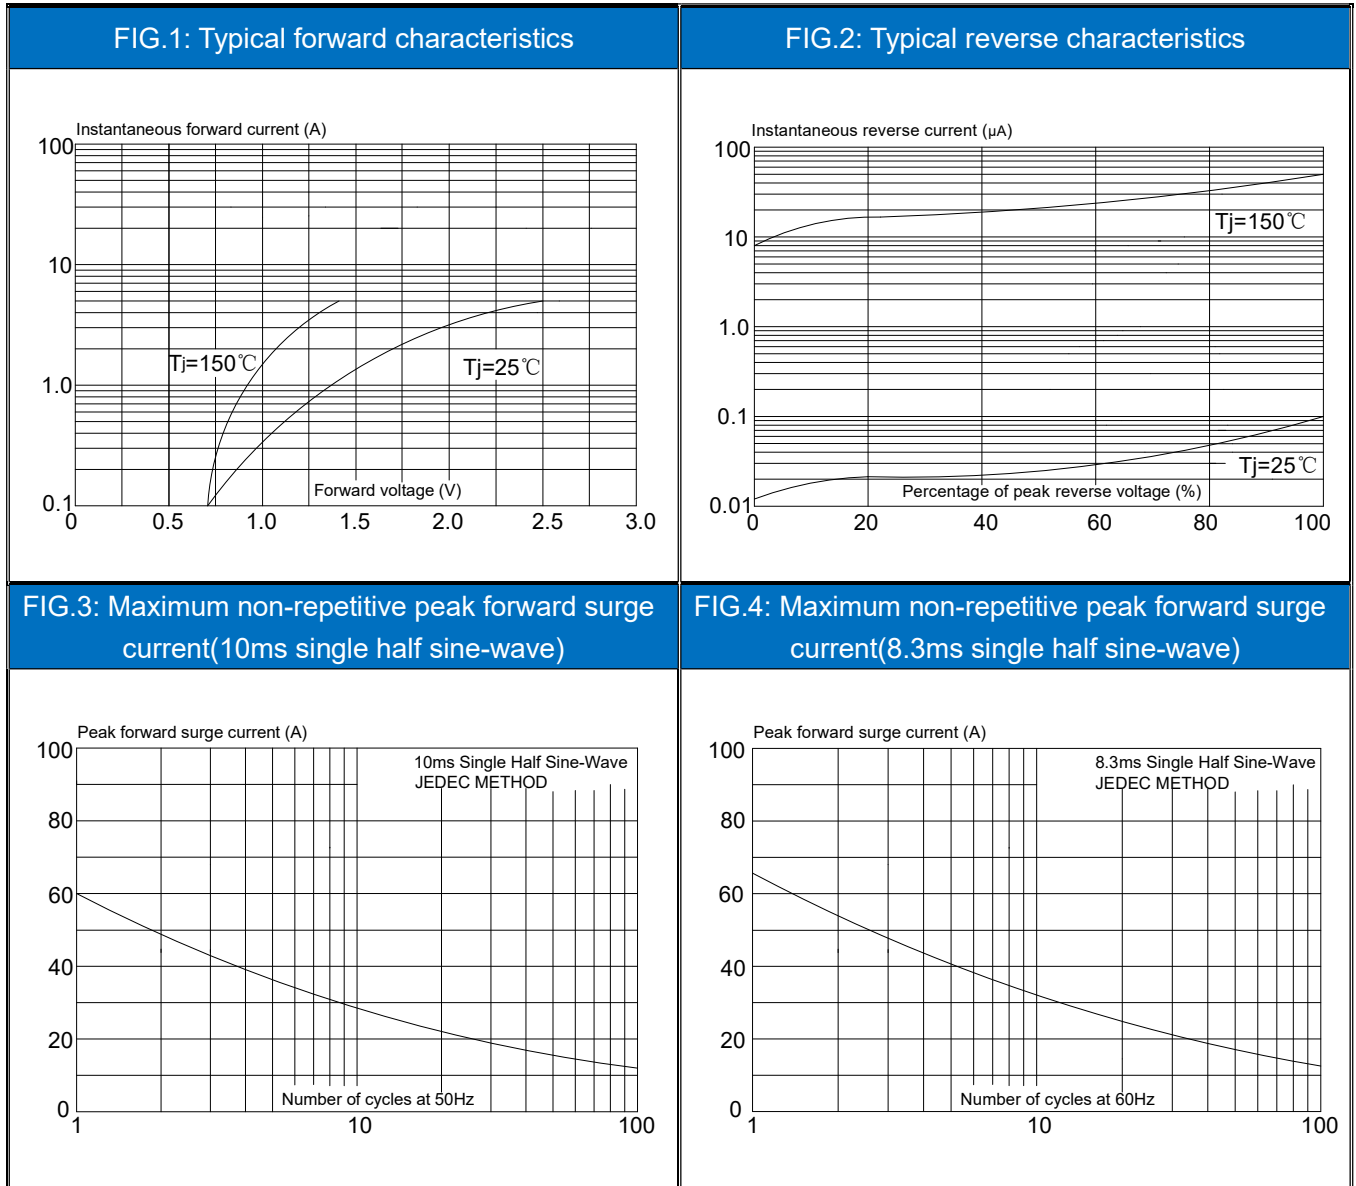 FIG.1: Typical forward characteristics
Instantaneous forward current (A)
100
10
1.0
0.1
Tj=150℃
Tj=25℃
Forward voltage (V)
0 0.5 1.0 1.5 2.0 2.5 3.0
FIG.2: Typical reverse characteristics
Instantaneous reverse current (μA)
100
10
1.0
0.1
0.01
Tj=150℃
Tj=25℃
Percentage of peak reverse voltage (%)
0 20 40 60 80 100
FIG.3: Maximum non-repetitive peak forward surge
current(10ms single half sine-wave)
Peak forward surge current (A)
100
80
60
40
20
0
10ms Single Half Sine-Wave
JEDEC METHOD
Number of cycles at 50Hz
1 10 100
FIG.4: Maximum non-repetitive peak forward surge
current(8.3ms single half sine-wave)
Peak forward surge current (A)
100
80
60
40
20
0
8.3ms Single Half Sine-Wave
JEDEC METHOD
Number of cycles at 60Hz
1 10 100